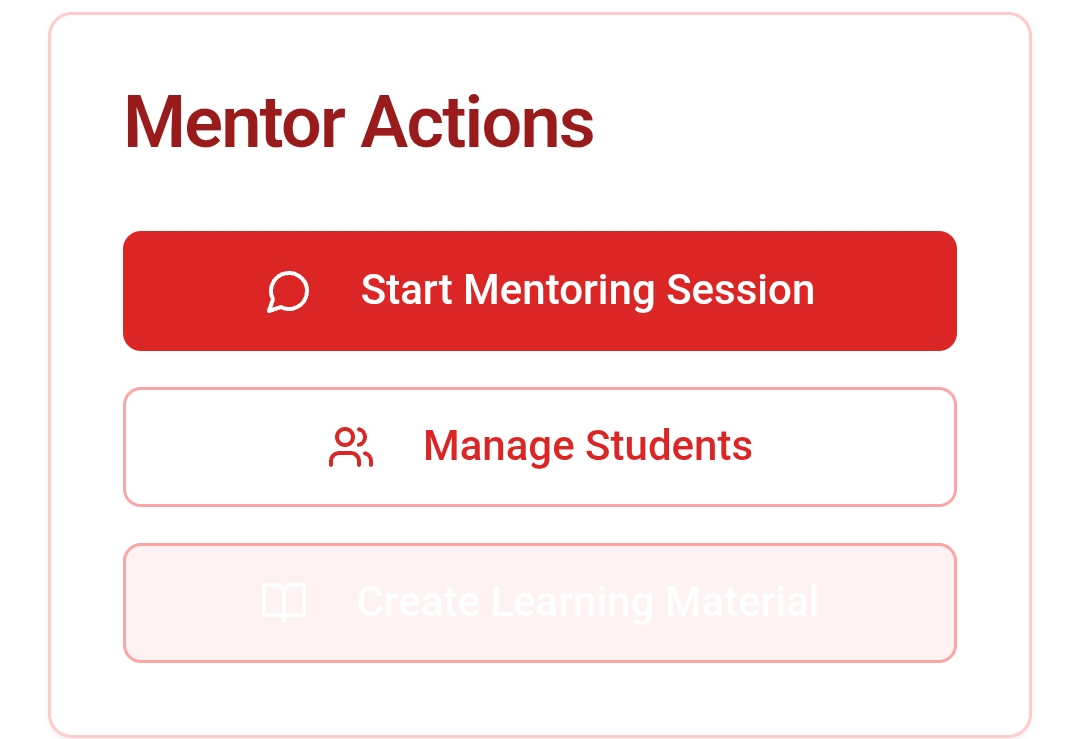 Mentor Actions
Start Mentoring Session
Manage Students
Create Learning Material